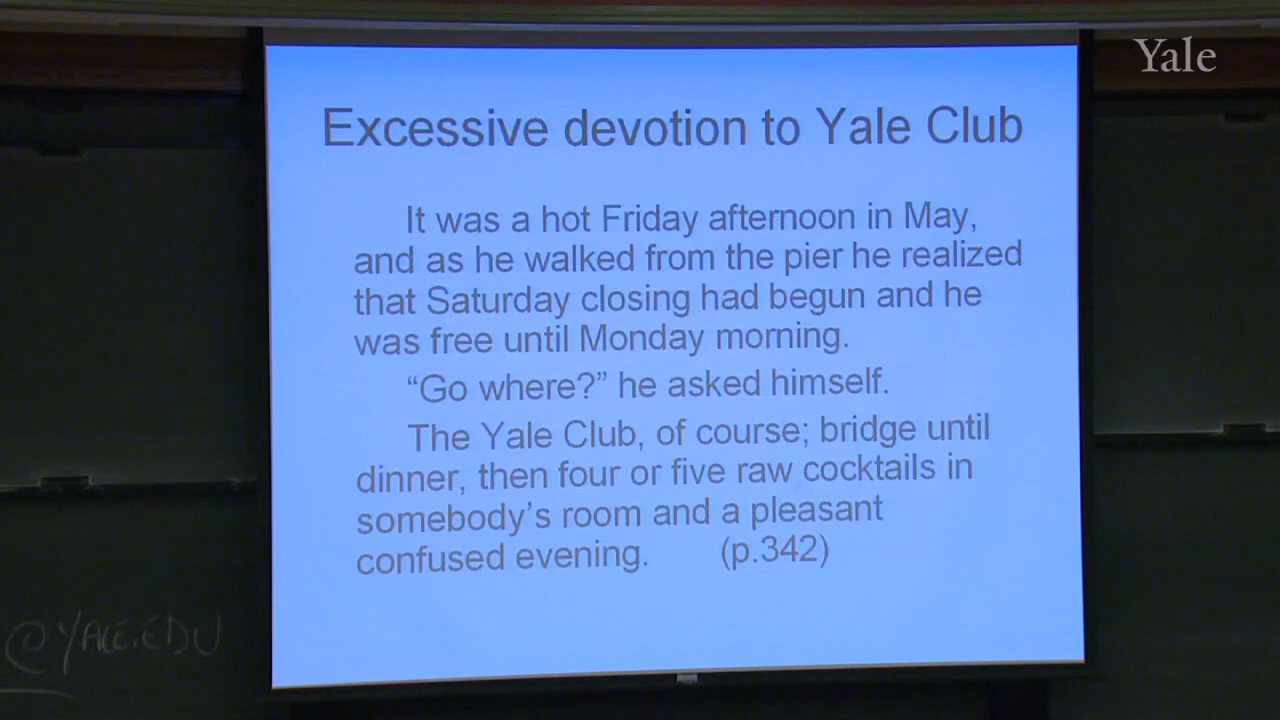 Yale
Excessive devotion to Yale Club
It was a hot Friday afternoon in May,
and as he walked from the pier he realized
that Saturday closing had begun and he
was free until Monday morning.
“Go where?” he asked himself.
The Yale Club, of course; bridge until
dinner, then four or five raw cocktails in
somebody’s room and a pleasant
confused evening. (p.342)
@YALE.EDU